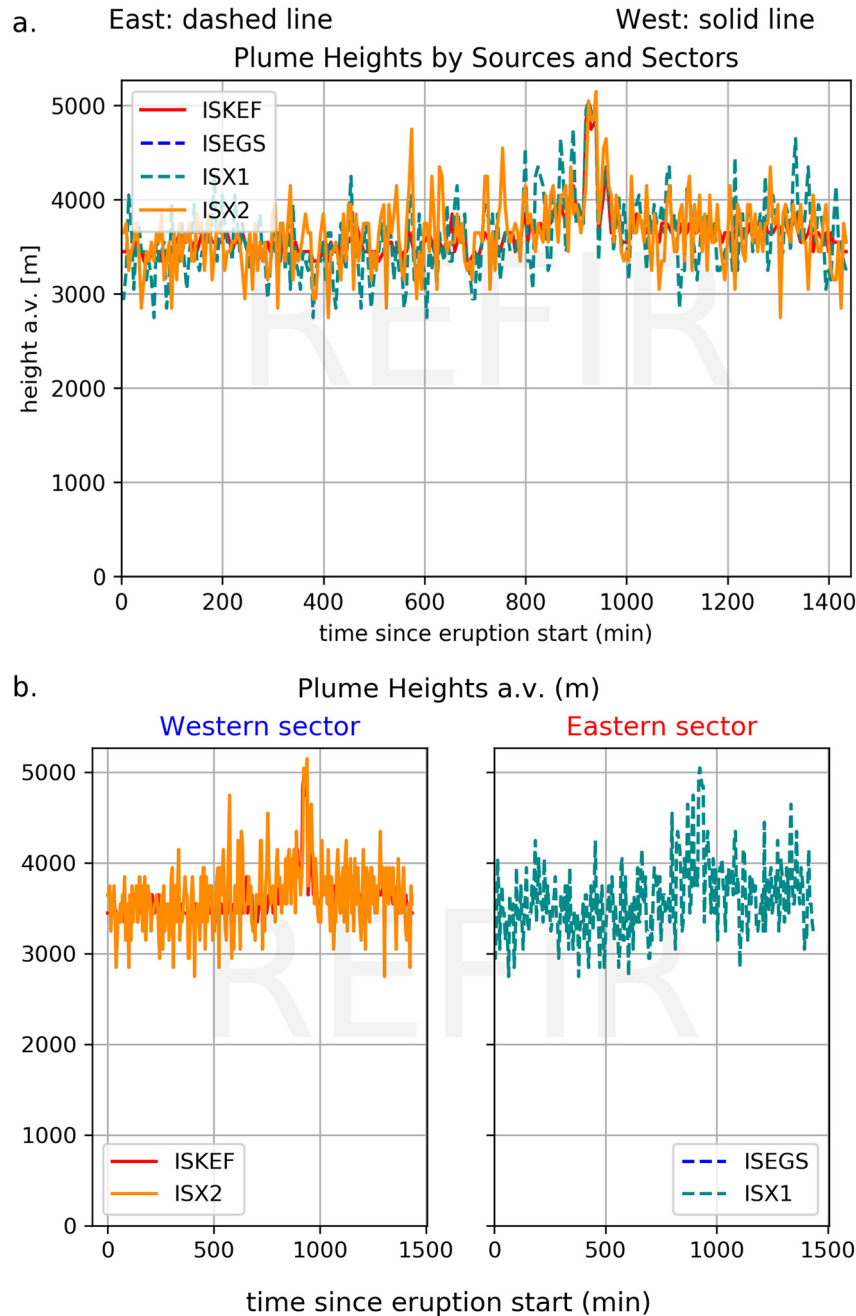 a.
East: dashed line
West: solid line
Plume Heights by Sources and Sectors
ISKEF
ISEGS
ISX1
ISX2
5000
4000
3000
2000
1000
0
height a.v. [m]
REFIR
0 200 400 600 800 1000 1200 1400
time since eruption start (min)
b.
Plume Heights a.v. (m)
Western sector
Eastern sector
5000
4000
3000
2000
1000
0
REFIR
ISKEF
ISX2
ISEGS
ISX1
0 500 1000 1500
0 500 1000 1500
time since eruption start (min)